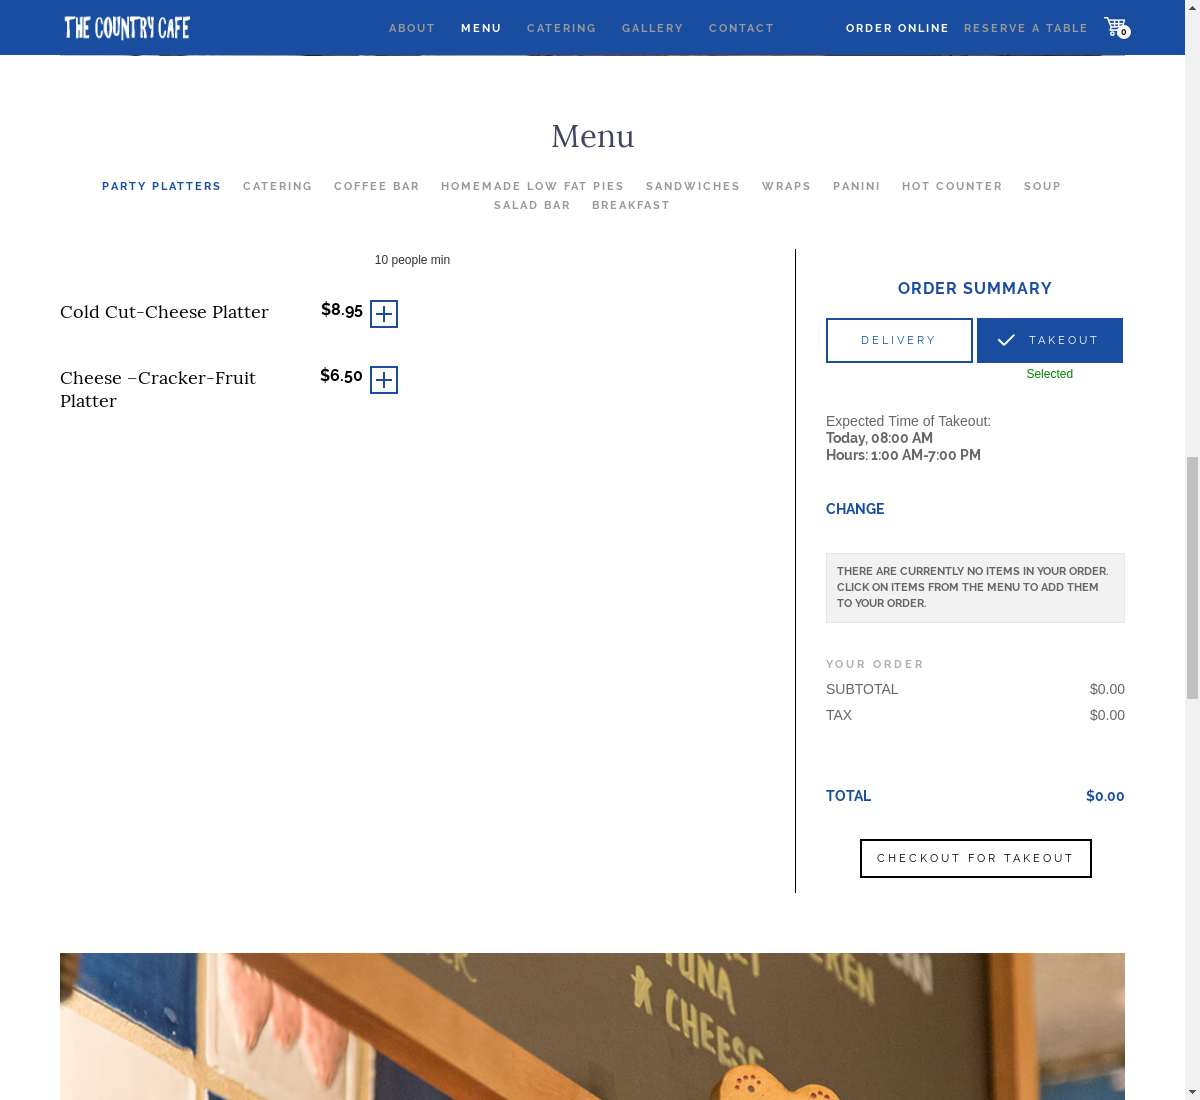 THE COUNTRY CAFE
ABOUT MENU CATERING GALLERY CONTACT ORDER ONLINE RESERVE A TABLE 0
Menu
PARTY PLATTERS CATERING COFFEE BAR HOMEMADE LOW FAT PIES SANDWICHES WRAPS PANINI HOT COUNTER SOUP
SALAD BAR BREAKFAST
10 people min
Cold Cut-Cheese Platter $8.95
Cheese –Cracker-Fruit $6.50
Platter
ORDER SUMMARY
DELIVERY TAKEOUT
Selected
Expected Time of Takeout:
Today, 08:00 AM
Hours: 1:00 AM-7:00 PM
CHANGE
THERE ARE CURRENTLY NO ITEMS IN YOUR ORDER.
CLICK ON ITEMS FROM THE MENU TO ADD THEM
TO YOUR ORDER.
YOUR ORDER
SUBTOTAL $0.00
TAX $0.00
TOTAL $0.00
CHECKOUT FOR TAKEOUT
TUNA
CHEESE